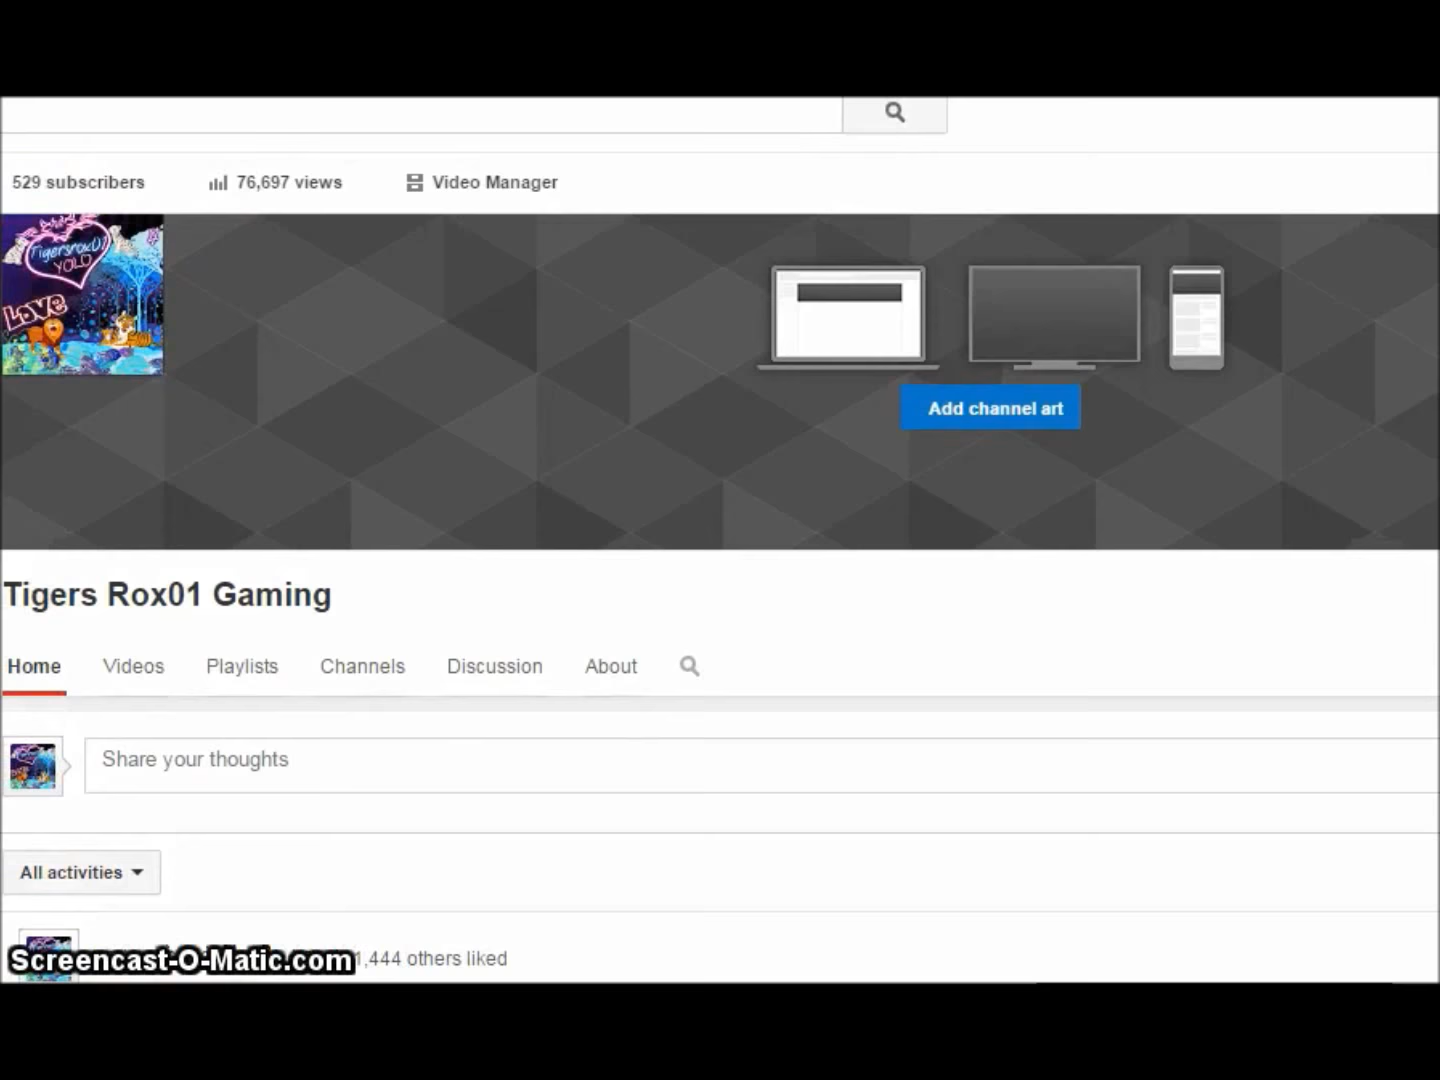 529 subscribers 76,697 views Video Manager
Tigersrox01
YOLO
LOVE
Add channel art
Tigers Rox01 Gaming
Home Videos Playlists Channels Discussion About
Share your thoughts
All activities
Screencast-O-Matic.com 1,444 others liked